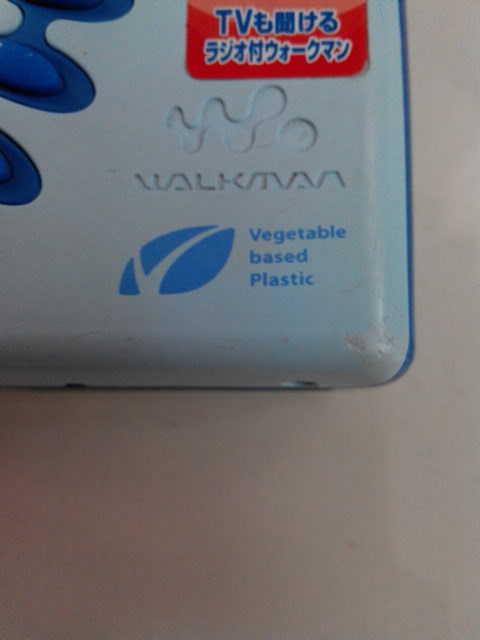 TVも聞ける
ラジオ付ウォークマン
WALKMAN
Vegetable
based
Plastic